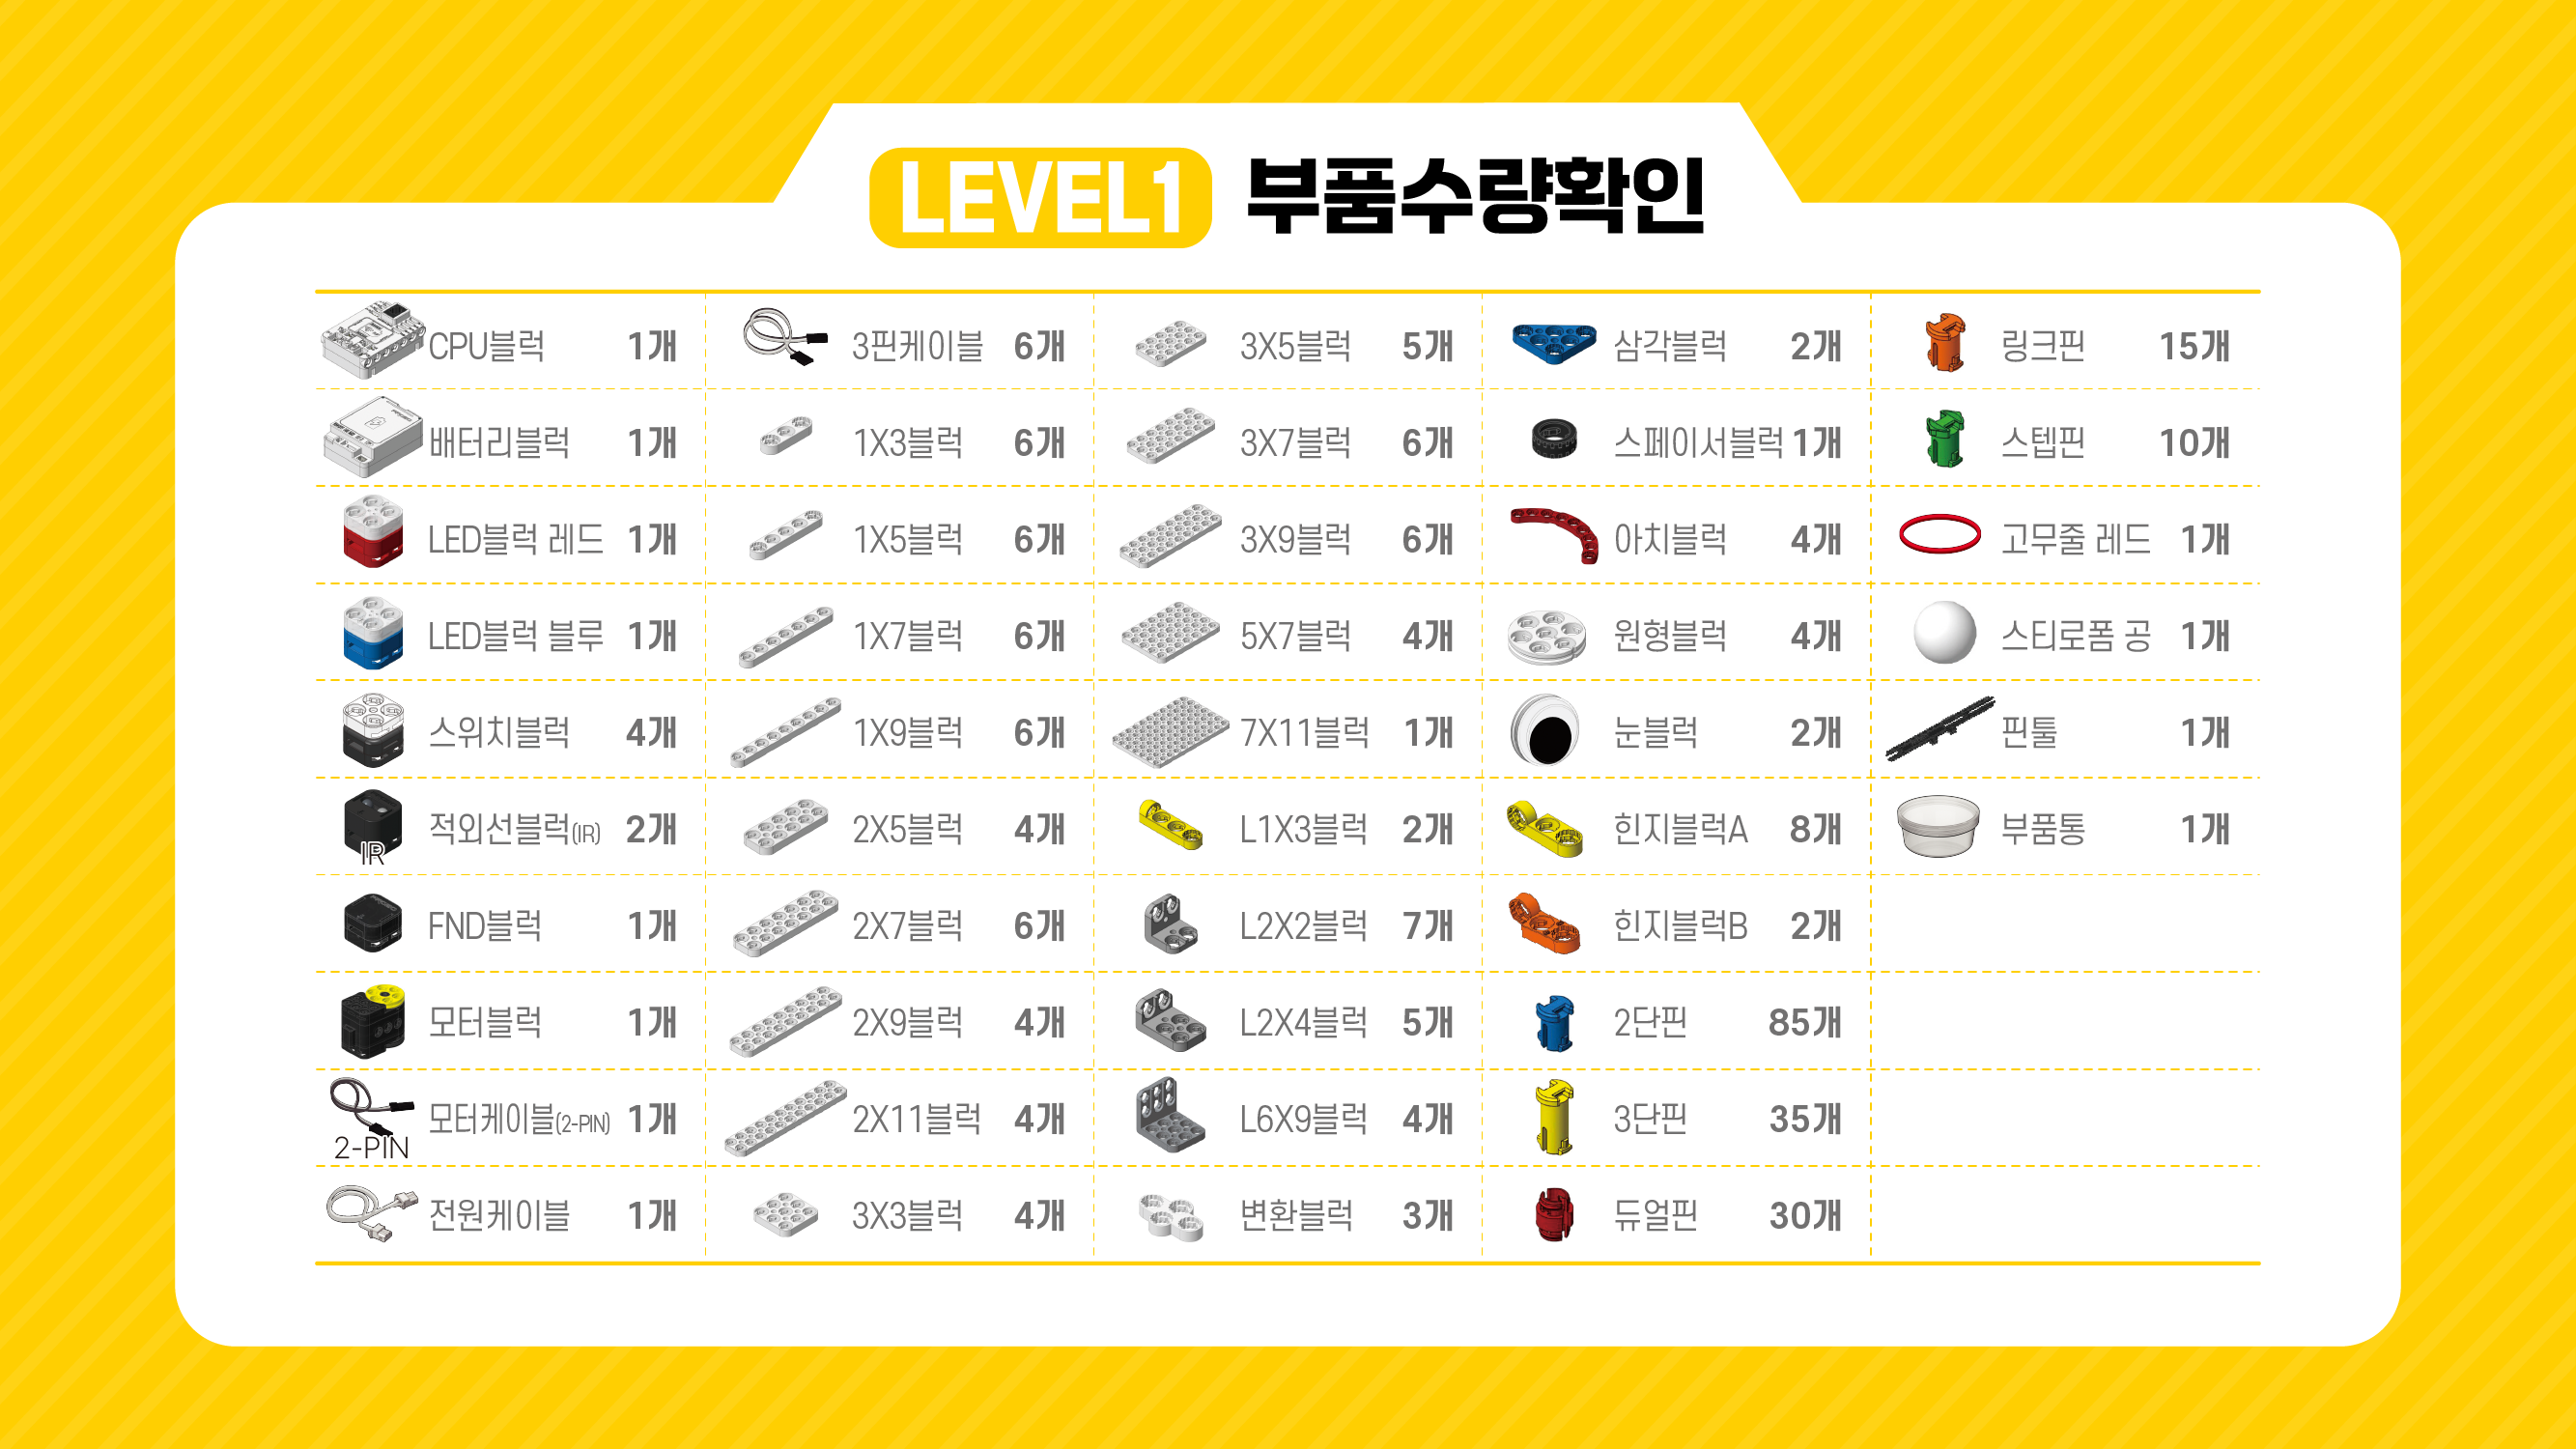 LEVEL1 부품수량확인
CPU블럭 1개 3핀케이블 6개 3X5블럭 5개 삼각블럭 2개 링크핀 15개
배터리블럭 1개 1X3블럭 6개 3X7블럭 6개 스페이서블럭 1개 스텝핀 10개
LED블럭 레드 1개 1X5블럭 6개 3X9블럭 6개 아치블럭 4개 고무줄 레드 1개
LED블럭 블루 1개 1X7블럭 6개 5X7블럭 4개 원형블럭 4개 스티로폼 공 1개
스위치블럭 4개 1X9블럭 6개 7X11블럭 1개 눈블럭 2개 핀툴 1개
IR 적외선블럭(IR) 2개 2X5블럭 4개 L1X3블럭 2개 힌지블럭A 8개 부품통 1개
FND블럭 1개 2X7블럭 6개 L2X2블럭 7개 힌지블럭B 2개
모터블럭 1개 2X9블럭 4개 L2X4블럭 5개 2단핀 85개
2-PIN 모터케이블(2-PIN) 1개 2X11블럭 4개 L6X9블럭 4개 3단핀 35개
전원케이블 1개 3X3블럭 4개 변환블럭 3개 듀얼핀 30개